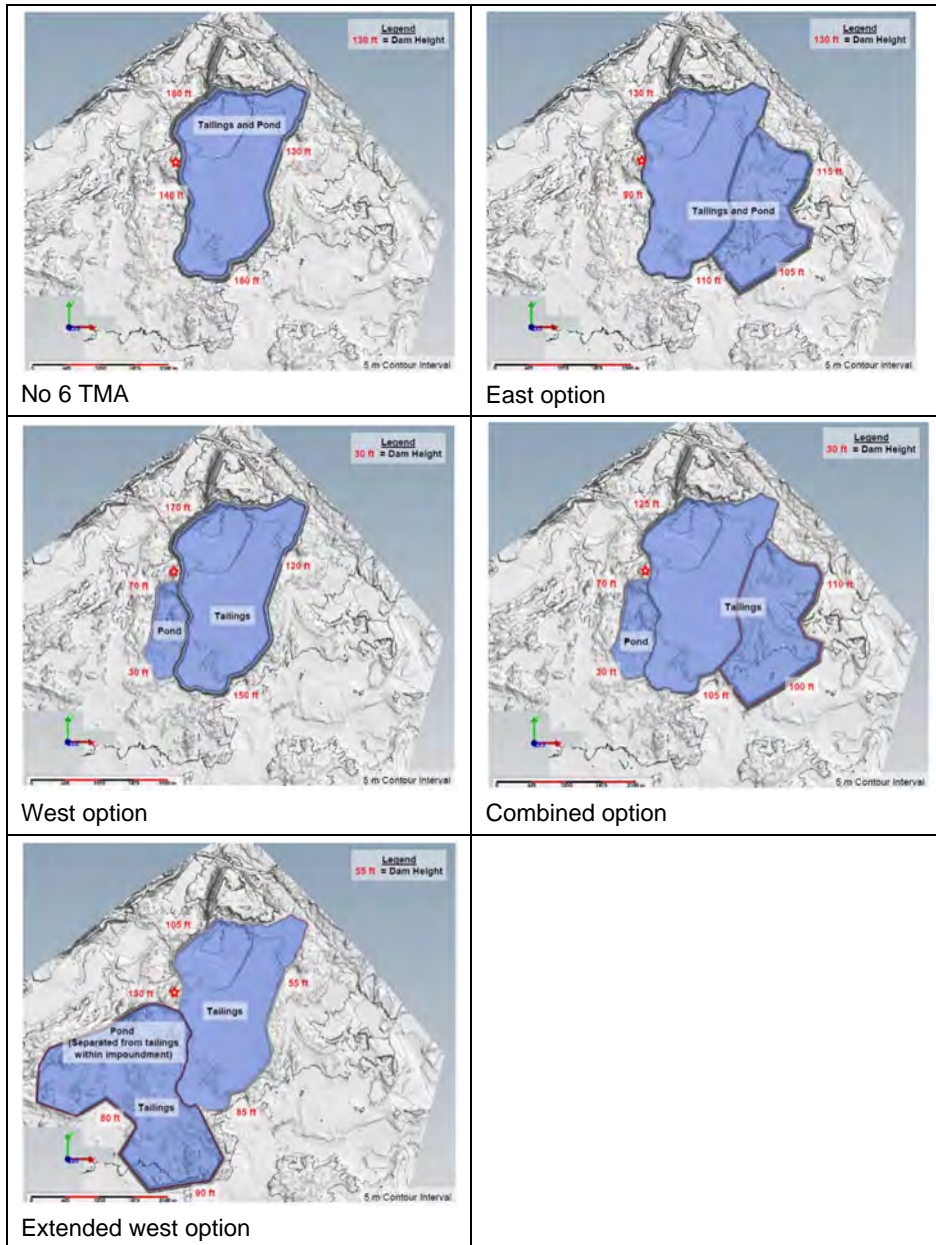 Legend
130 ft = Dam Height
180 ft
Tailings and Pond
130 ft
140 ft
160 ft
5 m Contour Interval
No 6 TMA
Legend
130 ft = Dam Height
130 ft
115 ft
90 ft
Tailings and Pond
110 ft
105 ft
5 m Contour Interval
East option
Legend
30 ft = Dam Height
170 ft
120 ft
70 ft
Tailings
Pond
30 ft
150 ft
5 m Contour Interval
West option
Legend
30 ft = Dam Height
125 ft
70 ft
110 ft
Tailings
Pond
30 ft
105 ft
100 ft
5 m Contour Interval
Combined option
Legend
55 ft = Dam Height
105 ft
55 ft
130 ft
Tailings
Pond
(Separated from tailings
within impoundment)
Tailings
80 ft
85 ft
90 ft
5 m Contour Interval
Extended west option